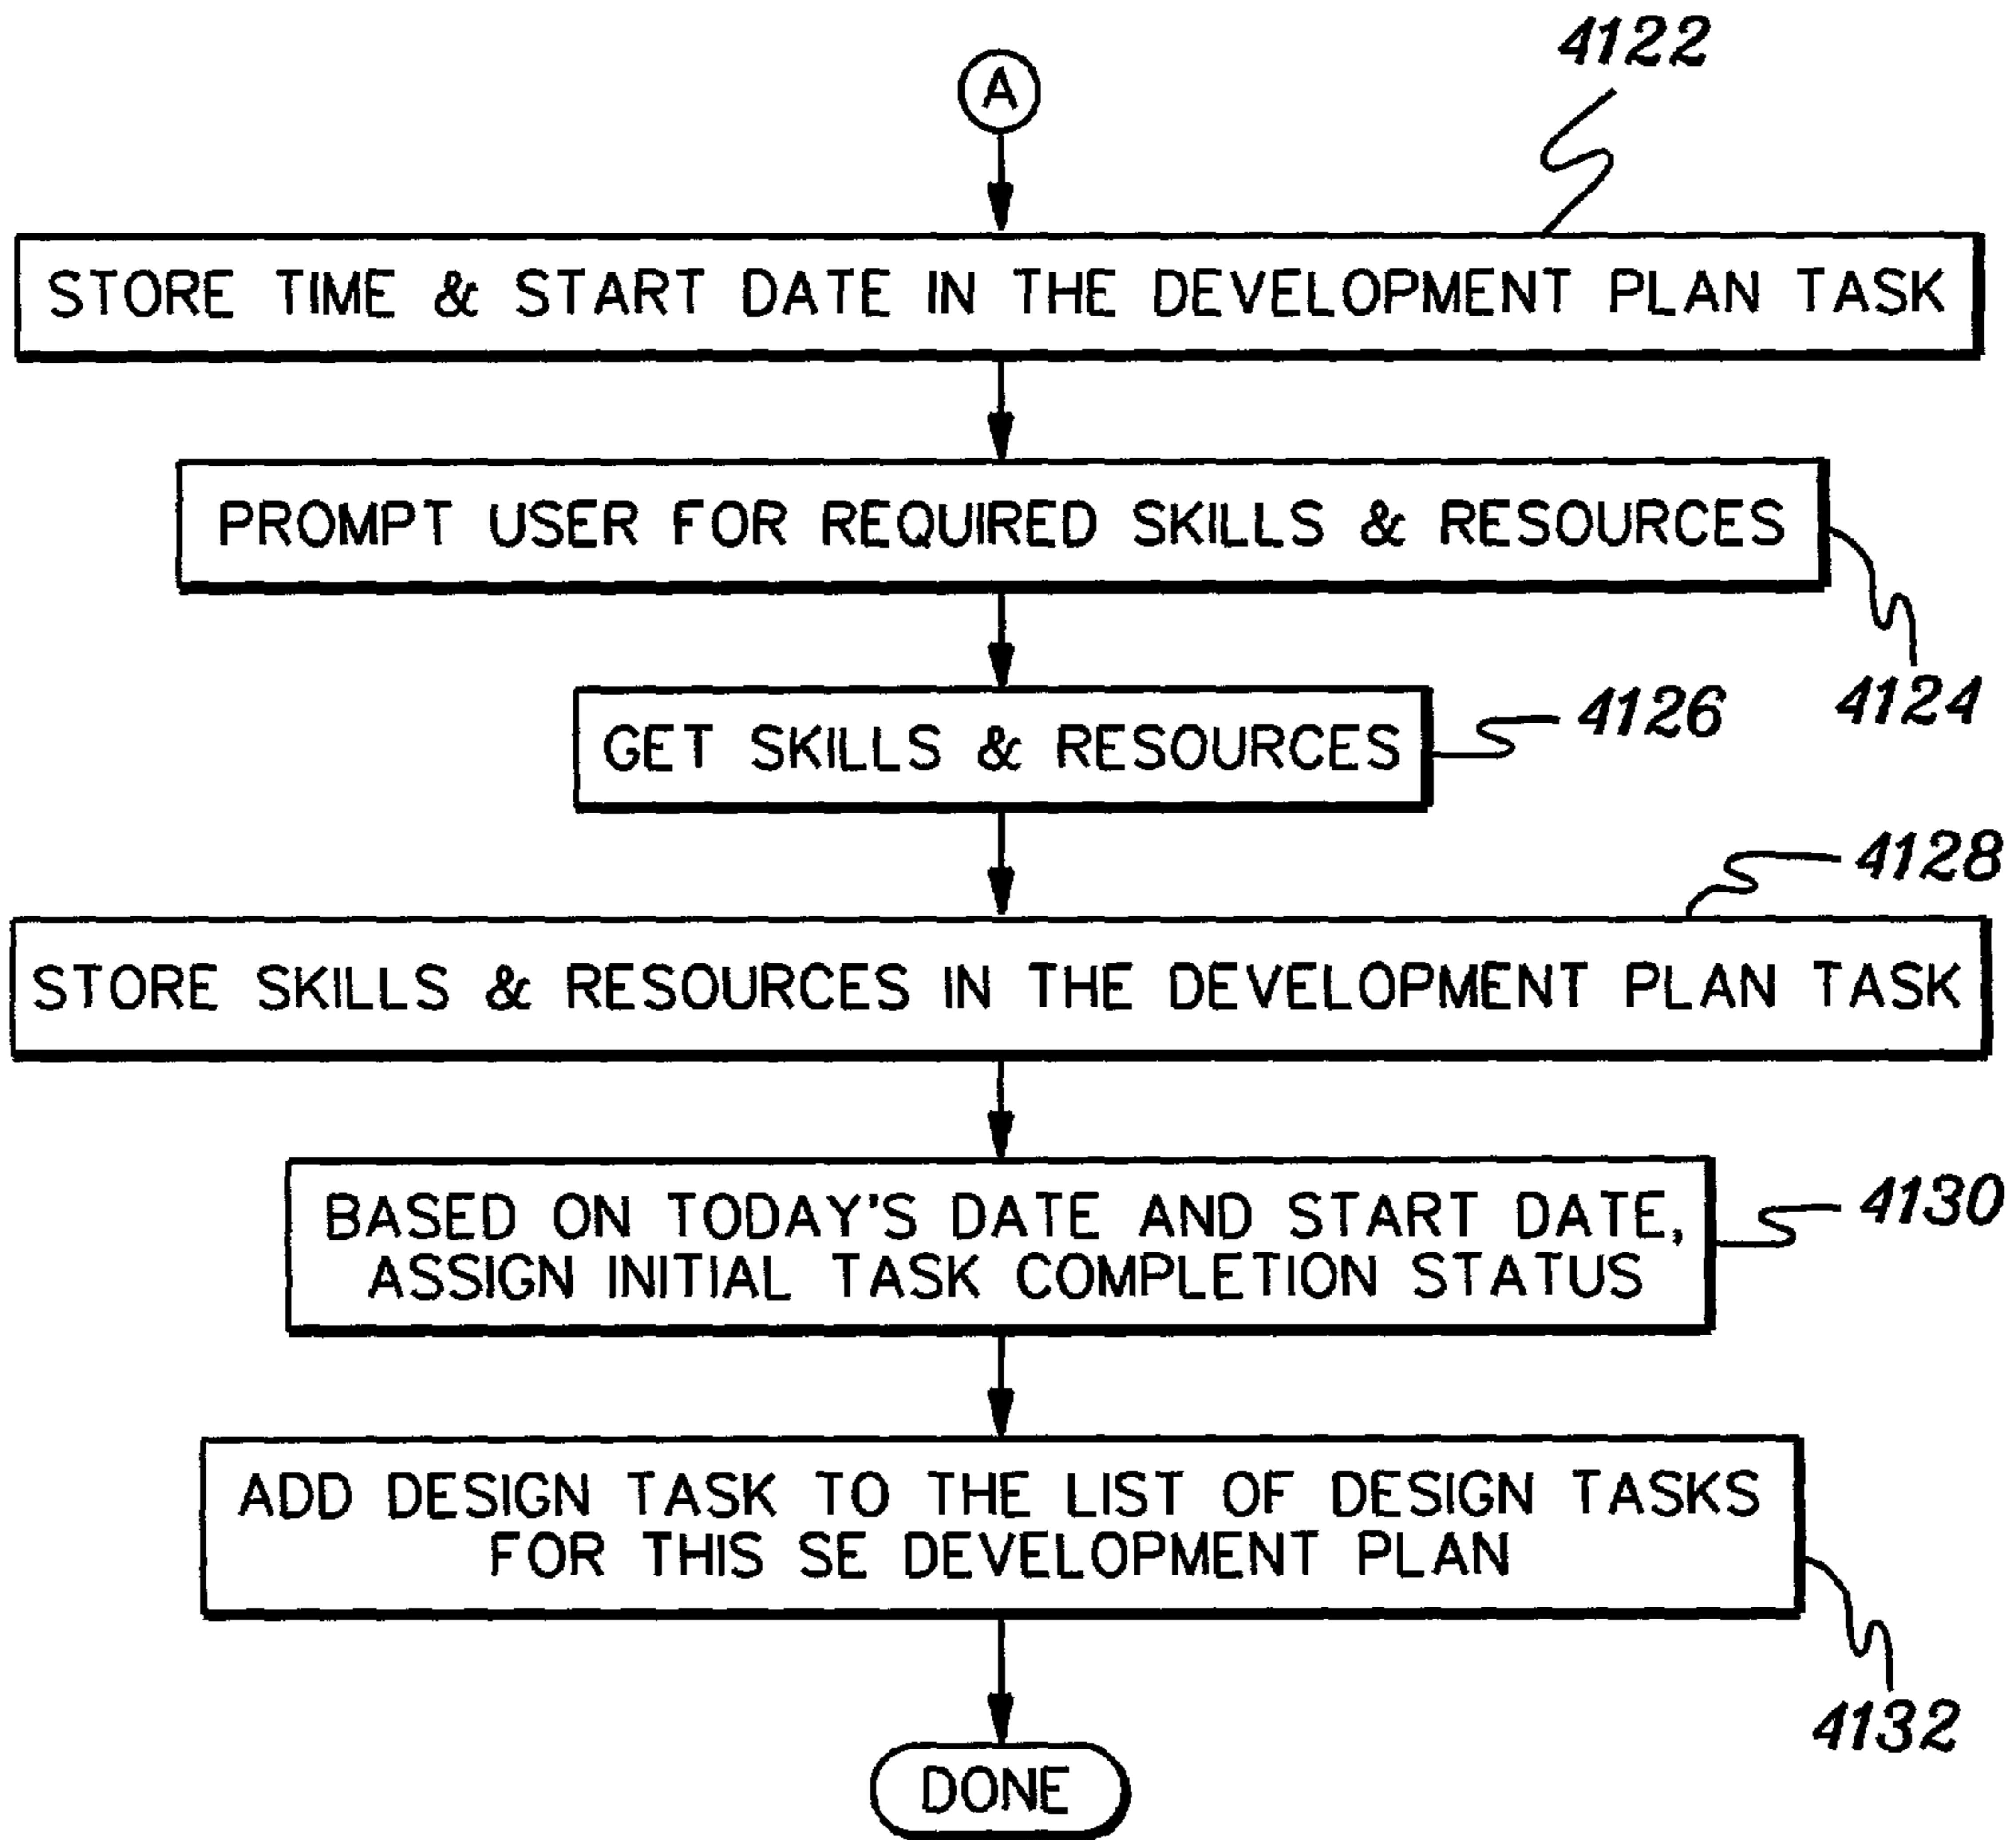 A
4122
STORE TIME & START DATE IN THE DEVELOPMENT PLAN TASK
PROMPT USER FOR REQUIRED SKILLS & RESOURCES
4124
GET SKILLS & RESOURCES
4126
STORE SKILLS & RESOURCES IN THE DEVELOPMENT PLAN TASK
4128
BASED ON TODAY'S DATE AND START DATE,
ASSIGN INITIAL TASK COMPLETION STATUS
4130
ADD DESIGN TASK TO THE LIST OF DESIGN TASKS
FOR THIS SE DEVELOPMENT PLAN
4132
DONE